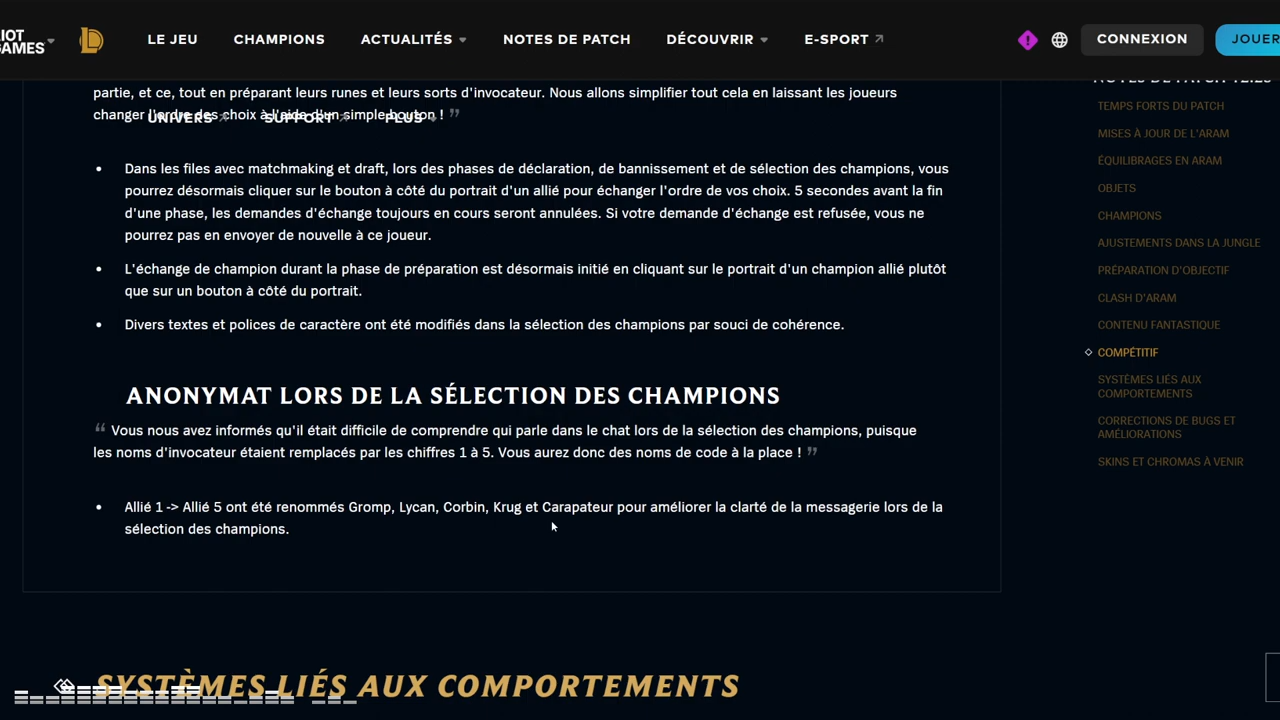 IOT
GAMES
LE JEU
CHAMPIONS
ACTUALITÉS
NOTES DE PATCH
DÉCOUVRIR
E-SPORT
CONNEXION
JOUER
UNIVERS
SUPPORT
PLUS
partie, et ce, tout en préparant leurs runes et leurs sorts d'invocateur. Nous allons simplifier tout cela en laissant les joueurs
changer l'ordre des choix à l'aide d'un simple bouton ! ”
• Dans les files avec matchmaking et draft, lors des phases de déclaration, de bannissement et de sélection des champions, vous
pourrez désormais cliquer sur le bouton à côté du portrait d'un allié pour échanger l'ordre de vos choix. 5 secondes avant la fin
d'une phase, les demandes d'échange toujours en cours seront annulées. Si votre demande d'échange est refusée, vous ne
pourrez pas en envoyer de nouvelle à ce joueur.
• L'échange de champion durant la phase de préparation est désormais initié en cliquant sur le portrait d'un champion allié plutôt
que sur un bouton à côté du portrait.
• Divers textes et polices de caractère ont été modifiés dans la sélection des champions par souci de cohérence.
ANONYMAT LORS DE LA SÉLECTION DES CHAMPIONS
“ Vous nous avez informés qu'il était difficile de comprendre qui parle dans le chat lors de la sélection des champions, puisque
les noms d'invocateur étaient remplacés par les chiffres 1 à 5. Vous aurez donc des noms de code à la place ! ”
• Allié 1 -> Allié 5 ont été renommés Gromp, Lycan, Corbin, Krug et Carapateur pour améliorer la clarté de la messagerie lors de la
sélection des champions.
SYSTÈMES LIÉS AUX COMPORTEMENTS
NOTES DE PATCH 12.23
TEMPS FORTS DU PATCH
MISES À JOUR DE L'ARAM
ÉQUILIBRAGES EN ARAM
OBJETS
CHAMPIONS
AJUSTEMENTS DANS LA JUNGLE
PRÉPARATION D'OBJECTIF
CLASH D'ARAM
CONTENU FANTASTIQUE
COMPÉTITIF
SYSTÈMES LIÉS AUX
COMPORTEMENTS
CORRECTIONS DE BUGS ET
AMÉLIORATIONS
SKINS ET CHROMAS À VENIR